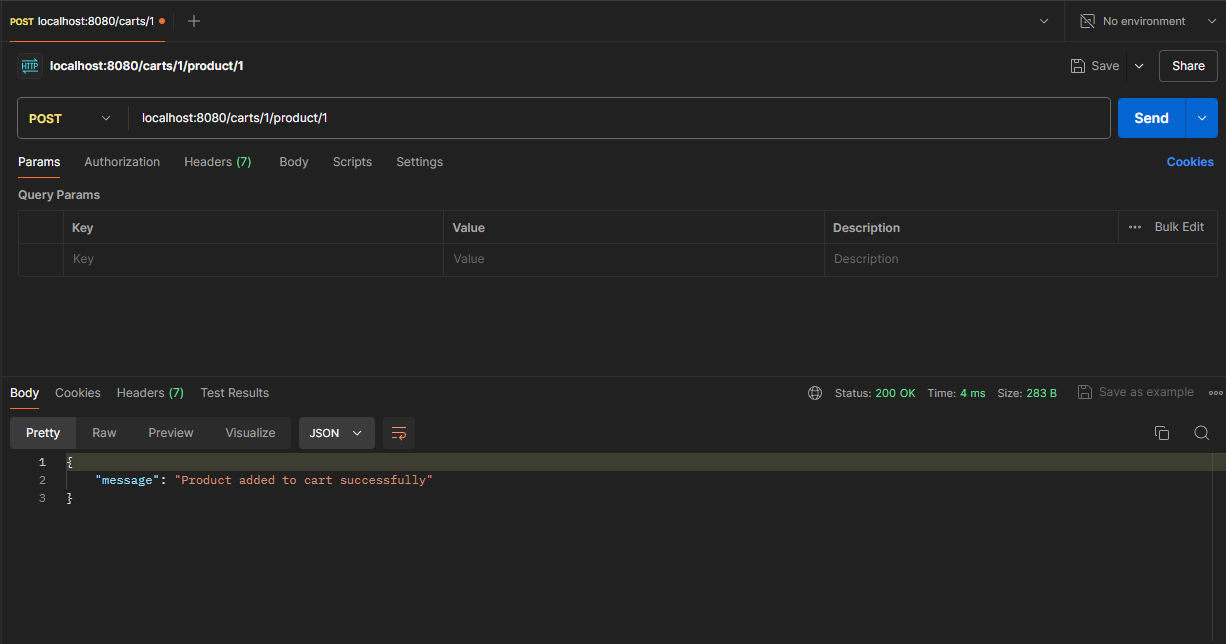 POST localhost:8080/carts/1
No environment
HTTP localhost:8080/carts/1/product/1
Save
Share
POST localhost:8080/carts/1/product/1
Send
Params Authorization Headers (7) Body Scripts Settings Cookies
Query Params
Key Value Description Bulk Edit
Key Value Description
Body Cookies Headers (7) Test Results Status: 200 OK Time: 4 ms Size: 283 B Save as example
Pretty Raw Preview Visualize JSON
1 {
2 "message": "Product added to cart successfully"
3 }